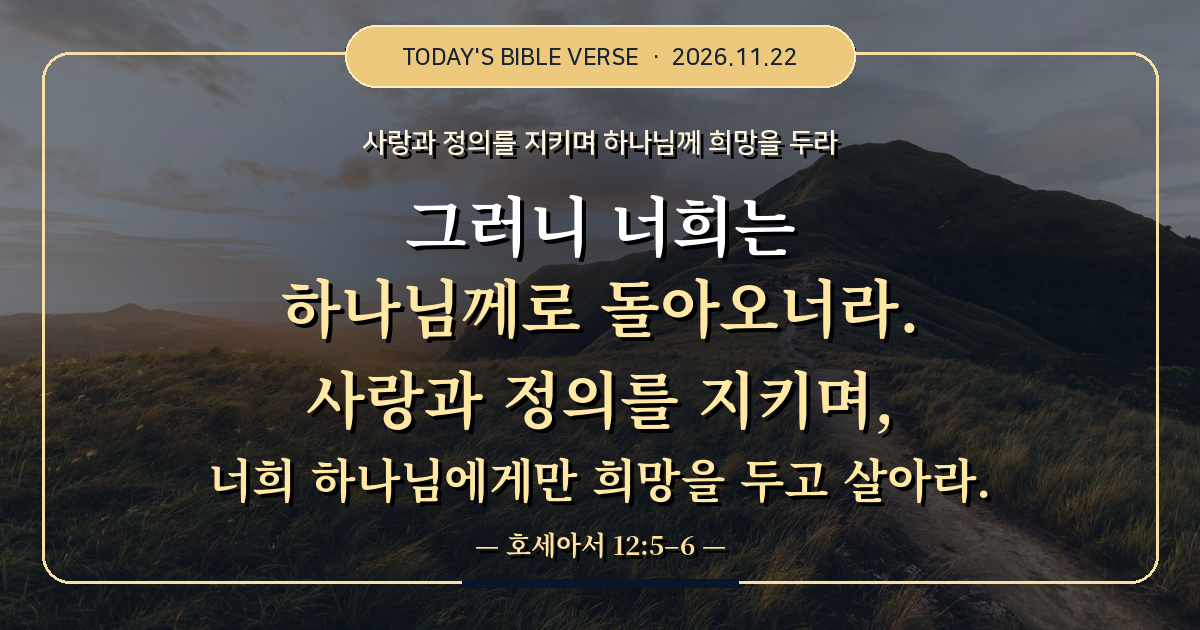 TODAY'S BIBLE VERSE · 2026.11.22
사랑과 정의를 지키며 하나님께 희망을 두라
그러니 너희는
하나님께로 돌아오너라.
사랑과 정의를 지키며,
너희 하나님에게만 희망을 두고 살아라.
— 호세아서 12:5–6 —